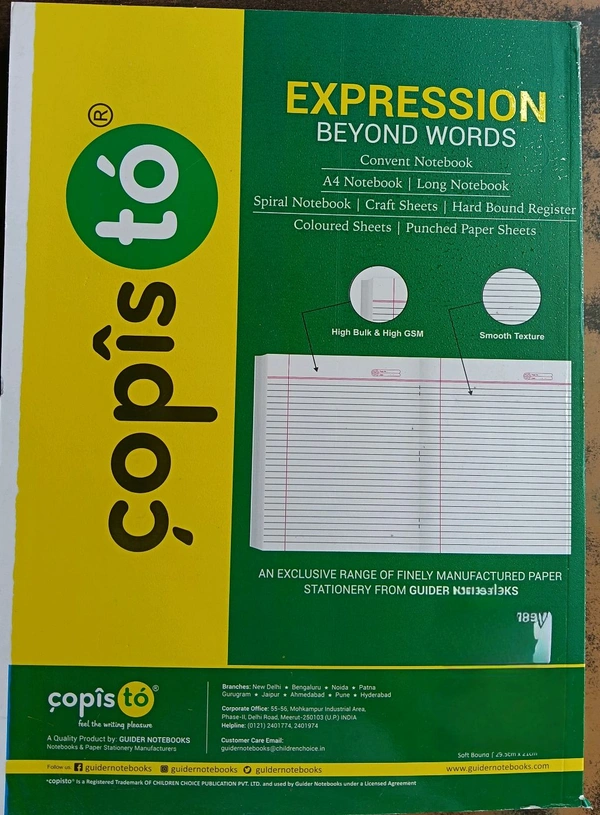 çopîstó®
EXPRESSION
BEYOND WORDS
Convent Notebook
A4 Notebook | Long Notebook
Spiral Notebook | Craft Sheets | Hard Bound Register
Coloured Sheets | Punched Paper Sheets
High Bulk & High GSM
Smooth Texture
AN EXCLUSIVE RANGE OF FINELY MANUFACTURED PAPER
STATIONERY FROM GUIDER
çopîstó®
feel the writing pleasure
A Quality Product by: GUIDER NOTEBOOKS
Notebooks & Paper Stationery Manufacturers
Branches: New Delhi ★ Bengaluru ★ Noida ★ Patna
Gurugram ★ Jaipur ★ Ahmedabad ★ Pune ★ Hyderabad
Corporate Office: 55-56, Mohkampur Industrial Area,
Phase-II, Delhi Road, Meerut-250103 (U.P.) INDIA
Helpline: (0121) 2401774, 2401974
Customer Care Email:
guidernotebooks@childrenchoice.in
Soft Bound
Follow us: guidernotebooks guidernotebooks guidernotebooks
www.guidernotebooks.com
"çopîstó" is a Registered Trademark OF CHILDREN CHOICE PUBLICATION PVT. LTD. and used by Guider Notebooks under a Licensed Agreement